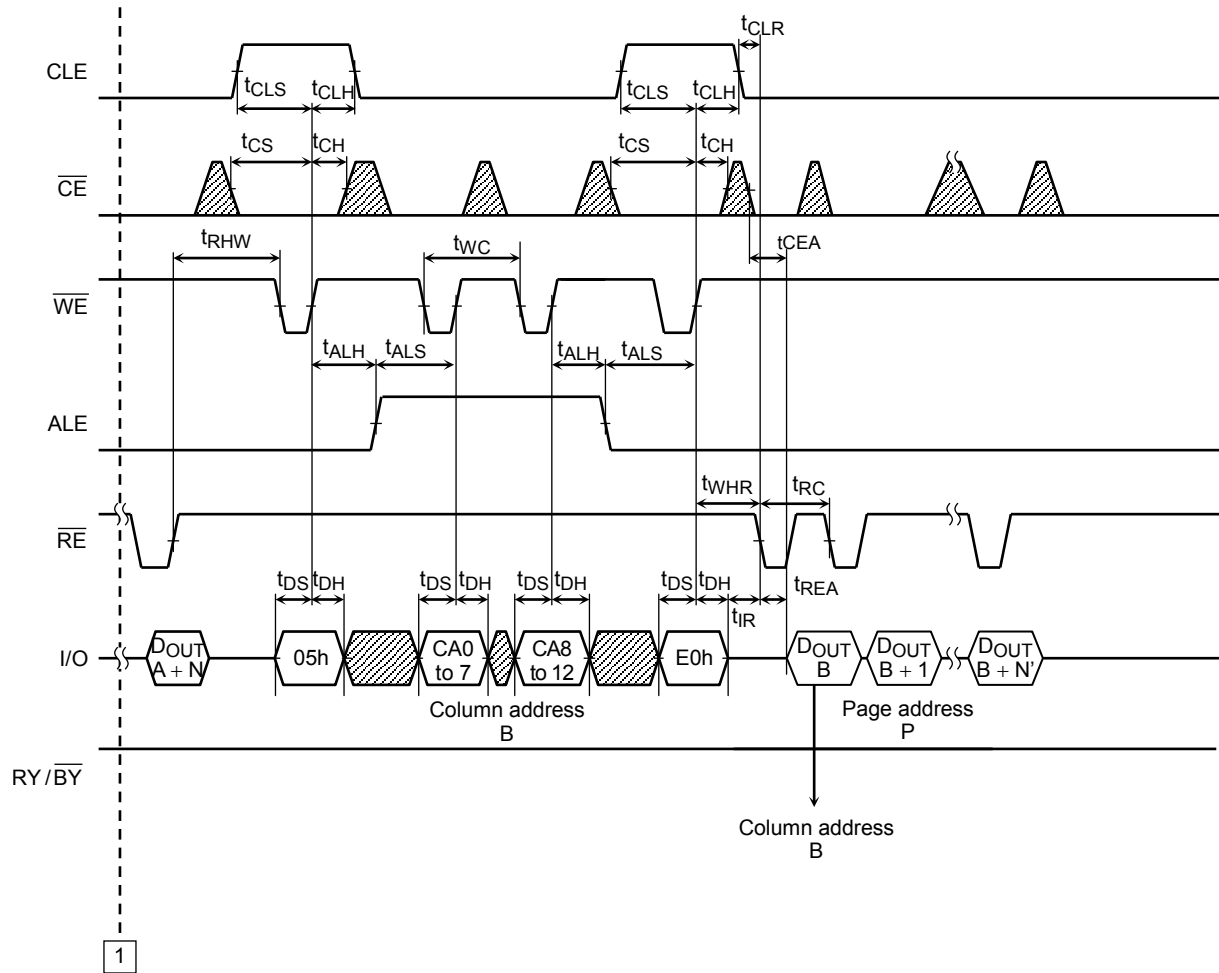 tCLR
CLE
tCLS tCLH tCLS tCLH
tCS tCH tCS tCH
CE
tRHW tWC tCEA
WE
tALH tALS tALH tALS
ALE
tWHR tRC
RE
tDS tDH tDS tDH tDS tDH tDS tDH tIR tREA
I/O
DOUT
A + N
05h
CA0
to 7
CA8
to 12
E0h
DOUT
B
DOUT
B + 1
DOUT
B + N'
Column address
B
Page address
P
RY/BY
Column address
B
1